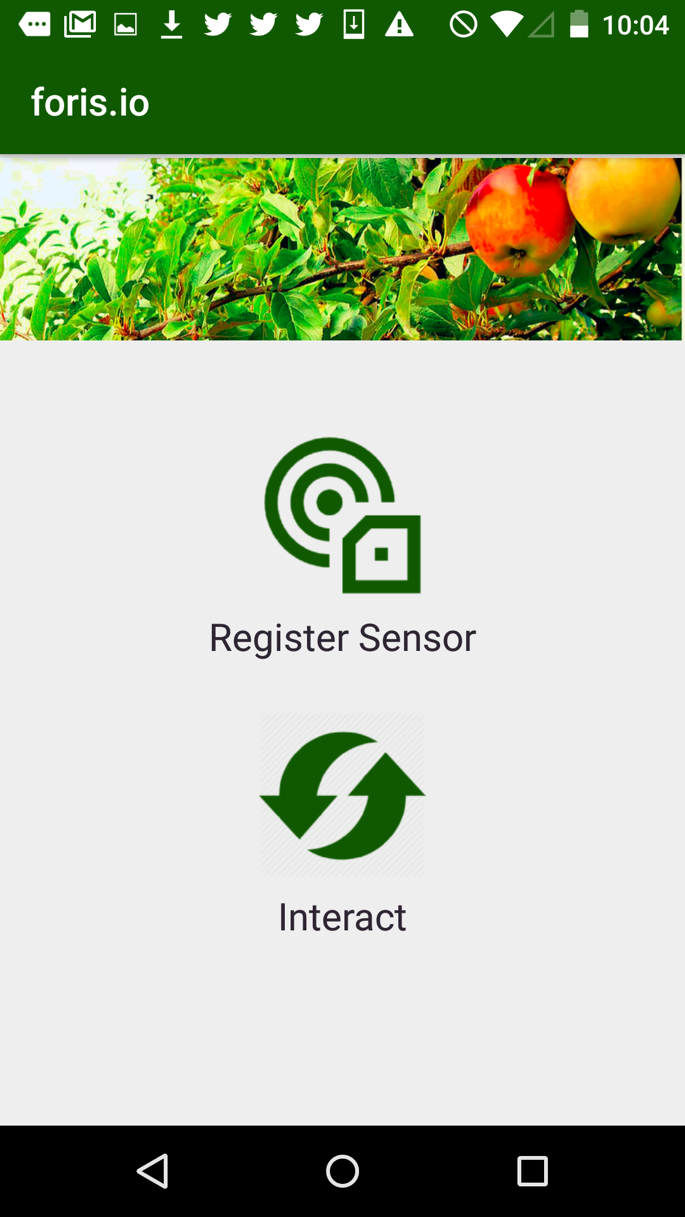 10:04
foris.io
Register Sensor
Interact